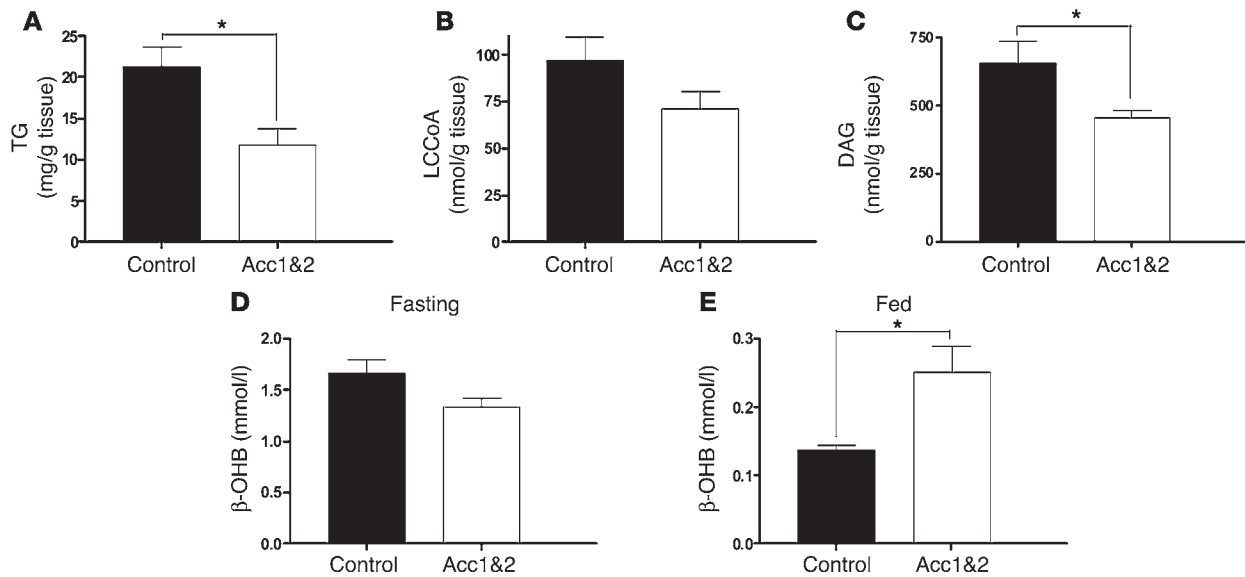 A
*
25
20
15
10
5
0
TG
(mg/g tissue)
Control
Acc1&2
B
100
75
50
25
0
LCCoA
(nmol/g tissue)
Control
Acc1&2
C
*
750
500
250
0
DAG
(nmol/g tissue)
Control
Acc1&2
D
Fasting
2.0
1.5
1.0
0.5
0.0
β-OHB (mmol/l)
Control
Acc1&2
E
Fed
*
0.3
0.2
0.1
0.0
β-OHB (mmol/l)
Control
Acc1&2